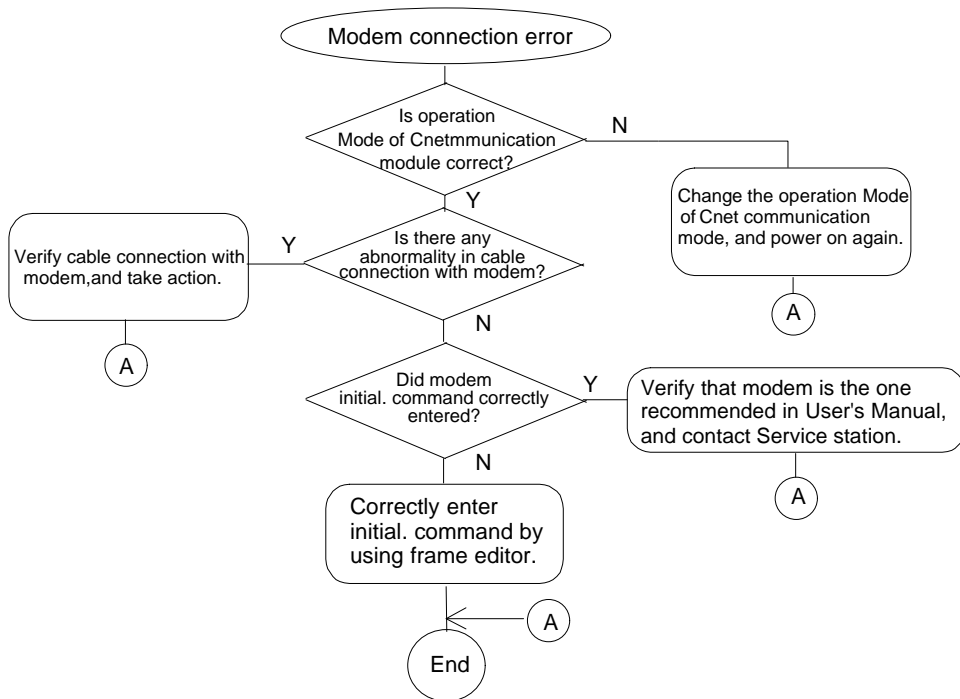 Modem connection error
Is operation
Mode of Cnetmmunication
module correct?
N
Change the operation Mode
of Cnet communication
mode, and power on again.
A
Y
Is there any
abnormality in cable
connection with modem?
Y
Verify cable connection with
modem,and take action.
A
N
Did modem
initial. command correctly
entered?
Y
Verify that modem is the one
recommended in User's Manual,
and contact Service station.
A
N
Correctly enter
initial. command by
using frame editor.
A
End